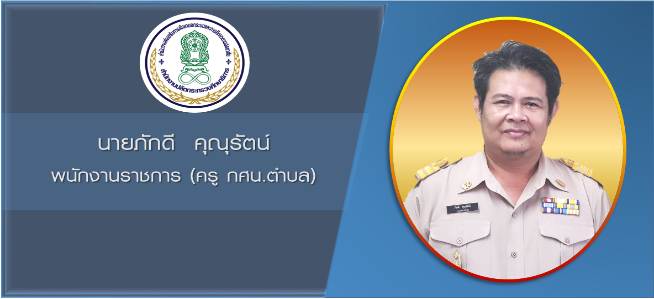 นายภักดี คุณุรัตน์
พนักงานราชการ (ครู กศน.ตำบล)